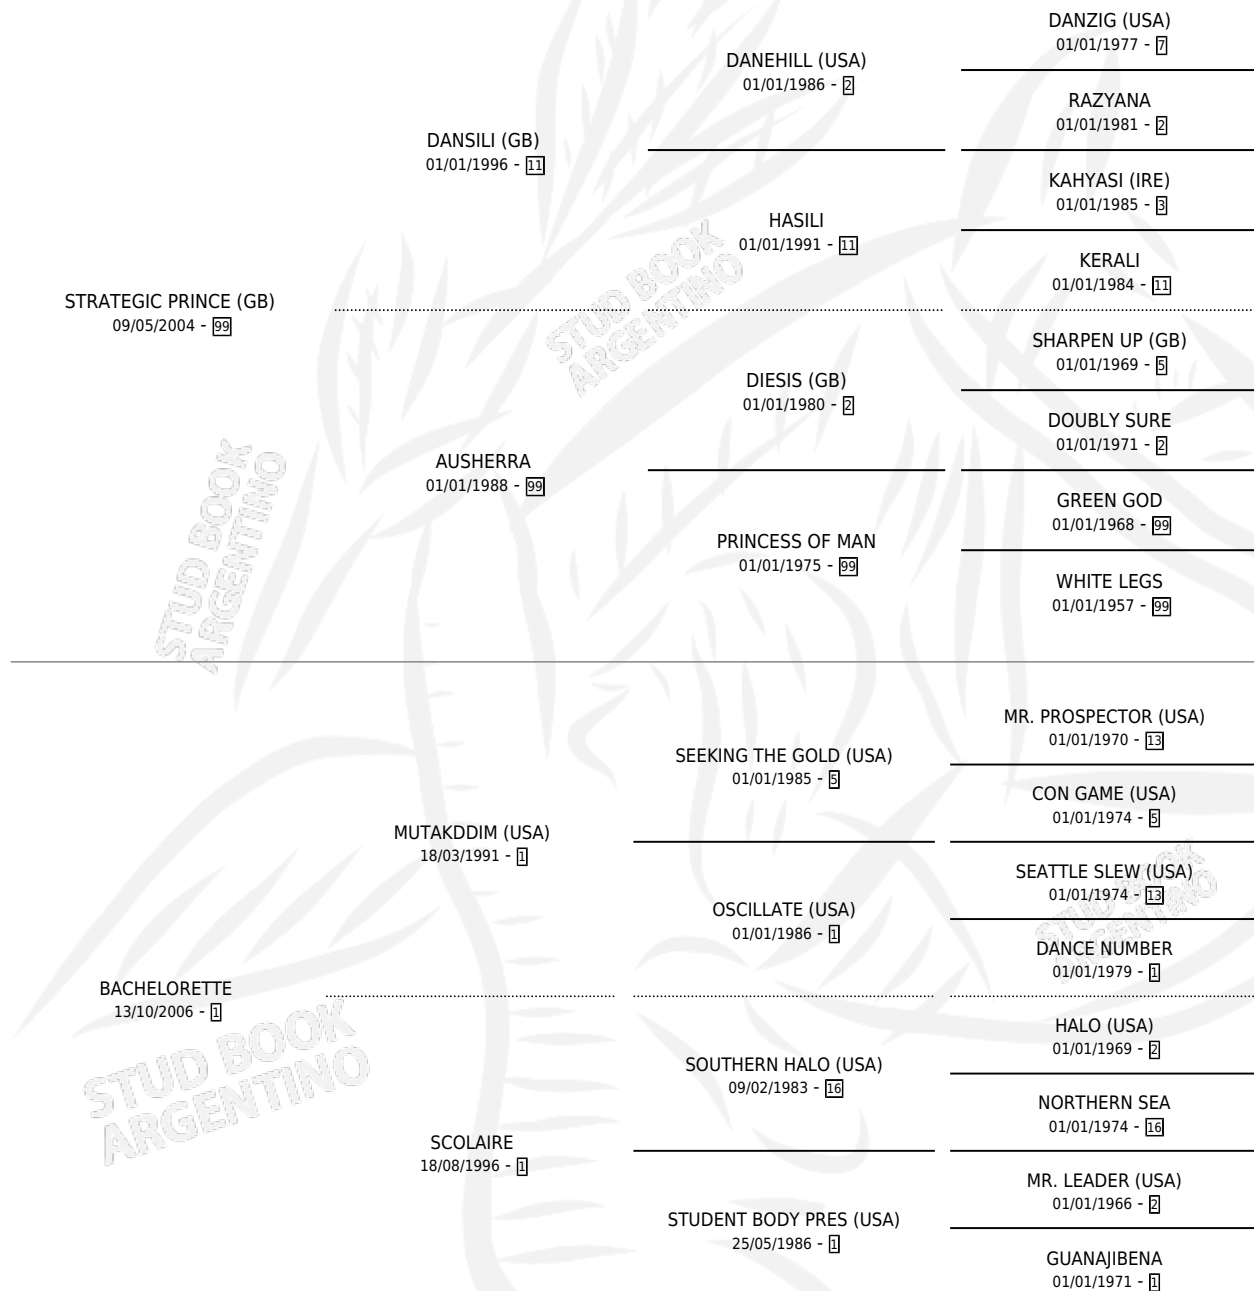 DANZIG (USA)
01/01/1977 - 7
DANEHILL (USA)
01/01/1986 - 2
RAZYANA
01/01/1981 - 2
DANSILI (GB)
01/01/1996 - 11
KAHYASI (IRE)
01/01/1985 - 3
HASILI
01/01/1991 - 11
KERALI
01/01/1984 - 11
STRATEGIC PRINCE (GB)
09/05/2004 - 99
STUD BOOK
ARGENTINO
SHARPEN UP (GB)
01/01/1969 - 5
DIESIS (GB)
01/01/1980 - 2
DOUBLY SURE
01/01/1971 - 2
AUSHERRA
01/01/1988 - 99
GREEN GOD
01/01/1968 - 99
PRINCESS OF MAN
01/01/1975 - 99
WHITE LEGS
01/01/1957 - 99
STUD BOOK
ARGENTINO
MR. PROSPECTOR (USA)
01/01/1970 - 13
SEEKING THE GOLD (USA)
01/01/1985 - 5
CON GAME (USA)
01/01/1974 - 5
MUTAKDDIM (USA)
18/03/1991 - 1
SEATTLE SLEW (USA)
01/01/1974 - 13
OSCILLATE (USA)
01/01/1986 - 1
DANCE NUMBER
01/01/1979 - 1
STUD BOOK
ARGENTINO
BACHELORETTE
13/10/2006 - 1
HALO (USA)
01/01/1969 - 2
SOUTHERN HALO (USA)
09/02/1983 - 16
NORTHERN SEA
01/01/1974 - 16
STUD BOOK
ARGENTINO
SCOLAIRE
18/08/1996 - 1
MR. LEADER (USA)
01/01/1966 - 2
STUDENT BODY PRES (USA)
25/05/1986 - 1
GUANAJIBENA
01/01/1971 - 1